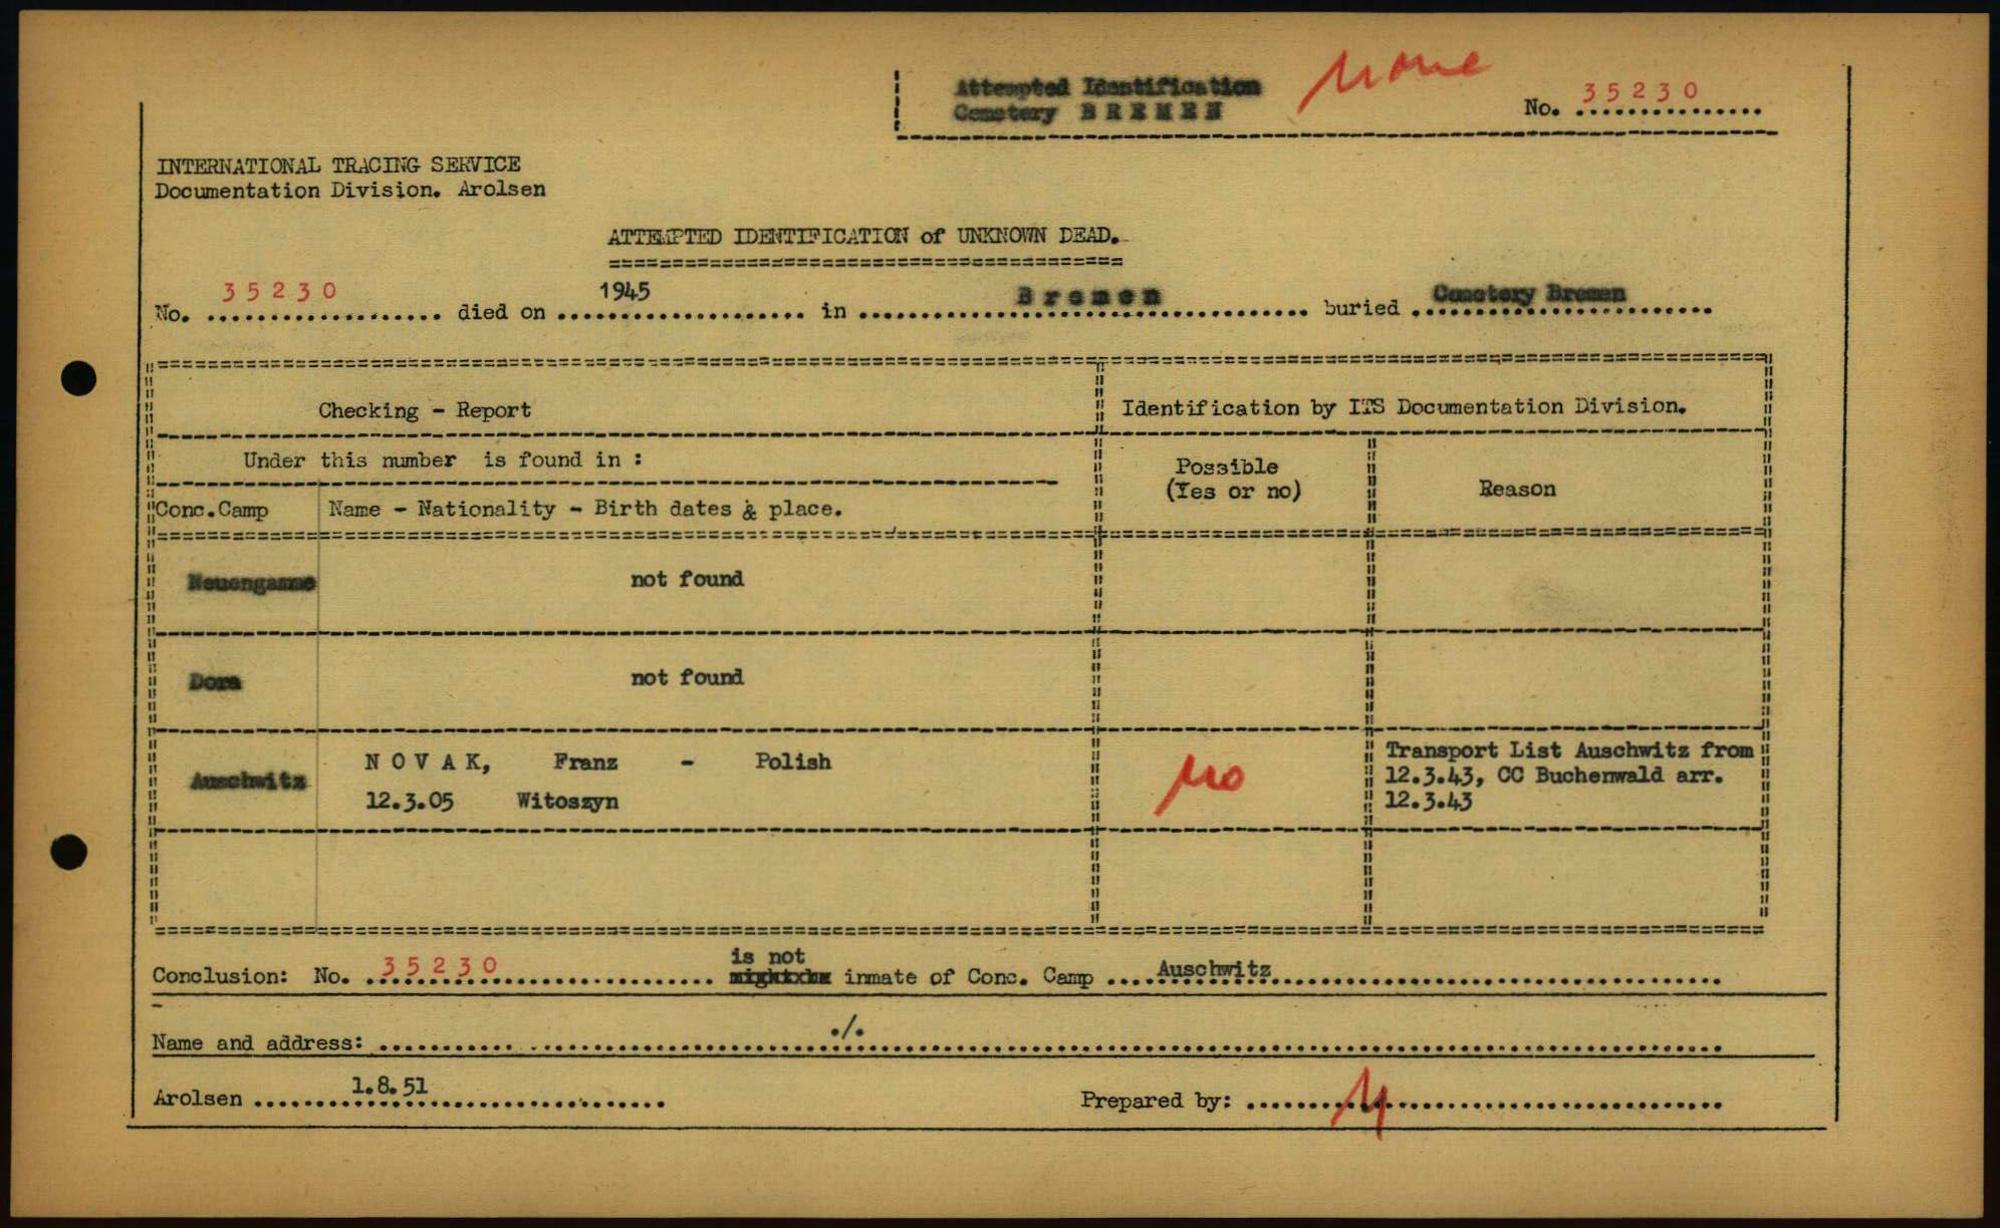 Attempted Identification
none
Cemetery B R E M E N
No. 35230
INTERNATIONAL TRACING SERVICE
Documentation Division. Arolsen
ATTEMPTED IDENTIFICATION of UNKNOWN DEAD.
No. 35230 died on 1945 in B r e m e n buried Cemetery Bremen
Checking - Report
Identification by ITS Documentation Division.
Under this number is found in :
Possible
(Yes or no)
Reason
Conc.Camp Name - Nationality - Birth dates & place.
Neuengamme not found
Dora not found
Auschwitz
N O V A K, Franz - Polish
12.3.05 Witoszyn
no
Transport List Auschwitz from
12.3.43, CC Buchenwald arr.
12.3.43
is not
Conclusion: No. 35230 might be inmate of Conc. Camp Auschwitz
Name and address: ./.
Arolsen 1.8.51
Prepared by: